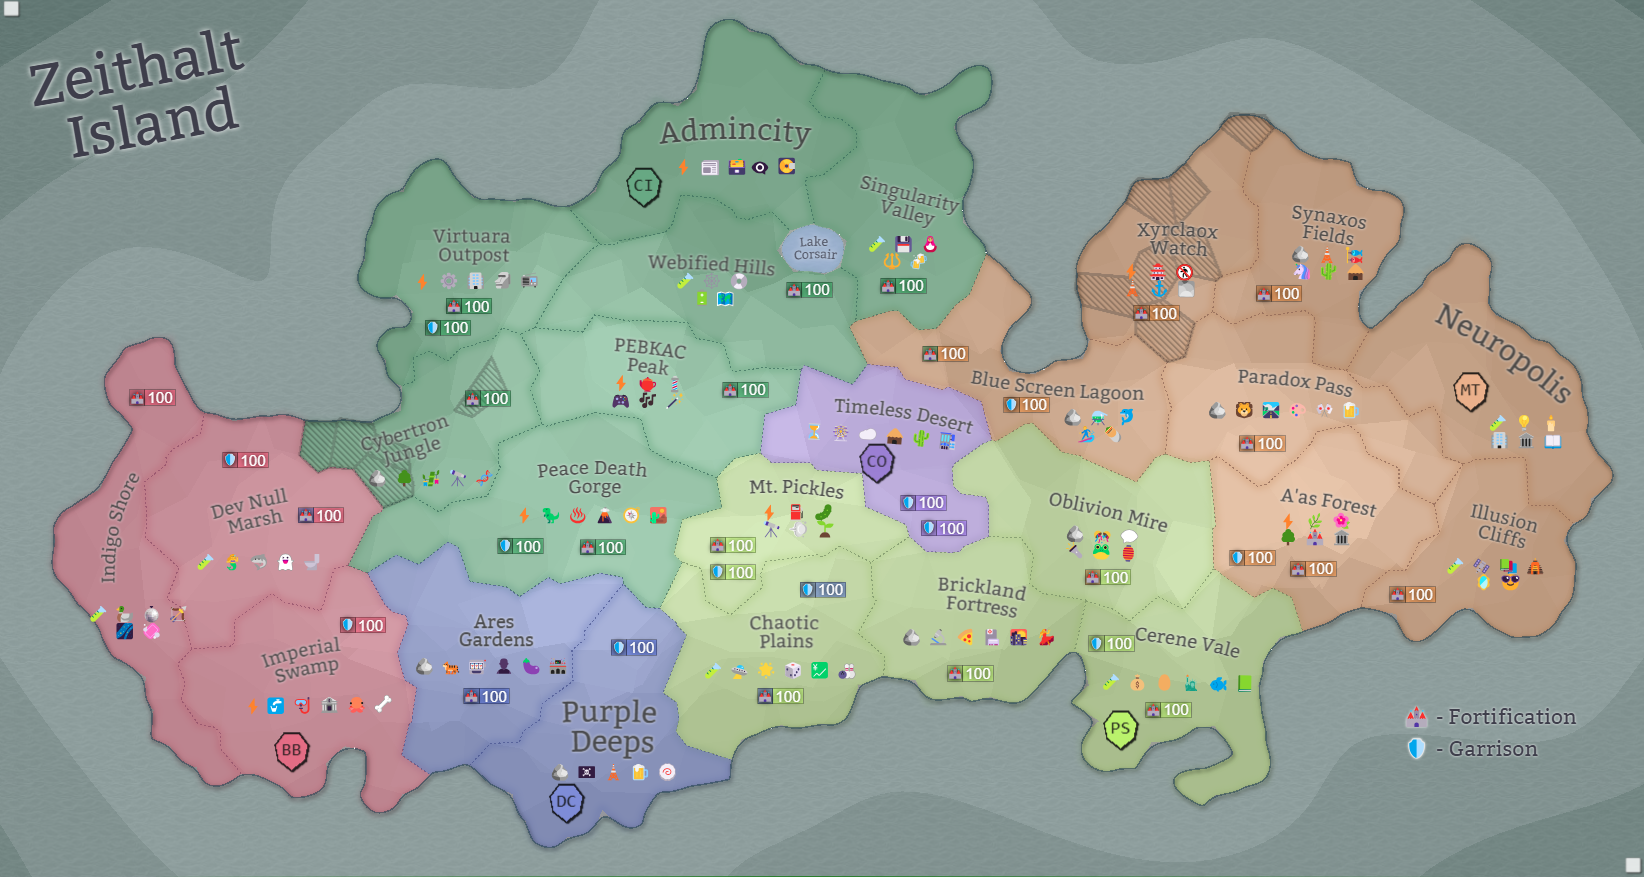 Zeithalt
Island
Admincity
CI
Singularity
Valley
Virtuara
Outpost
100
100
Webified Hills
Lake
Corsair
100
100
Xyrclaox
Watch
100
Synaxos
Fields
100
Neuropolis
MT
PEBKAC
Peak
100
100
100
Blue Screen Lagoon
100
Paradox Pass
100
100
Timeless Desert
CO
100
100
Cybertron
Jungle
100
Indigo Shore
Dev Null
Marsh
100
Peace Death
Gorge
100
100
Mt. Pickles
100
100
Oblivion Mire
100
A'as Forest
100
100
Illusion
Cliffs
100
Imperial
Swamp
100
BB
Ares
Gardens
100
100
Purple
Deeps
DC
100
Chaotic
Plains
100
Brickland
Fortress
100
100
Cerene Vale
100
PS
- Fortification
- Garrison